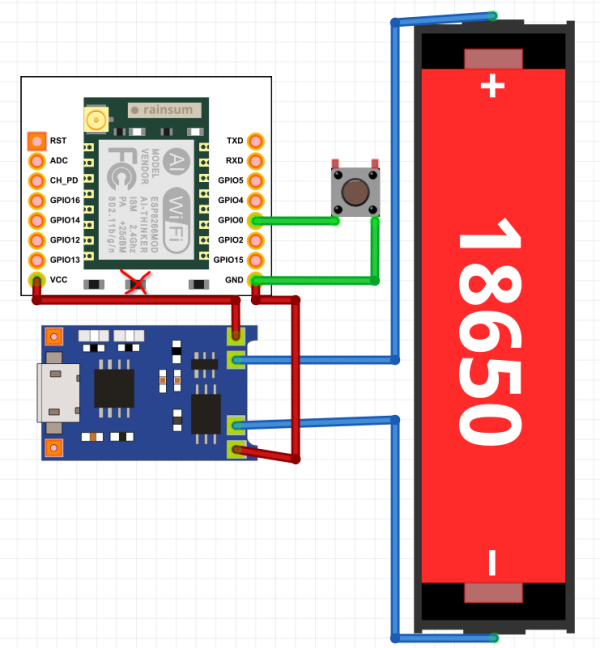 rainsum
RST
ADC
CH_PD
GPIO16
GPIO14
GPIO12
GPIO13
VCC
TXD
RXD
GPIO5
GPIO4
GPIO0
GPIO2
GPIO15
GND
MODEL ESP8266MOD
VENDOR AI-THINKER
ISM 2.4Ghz
PA +25dBM
802.11b/g/n
FC
AI
Wi Fi
+
18650
-